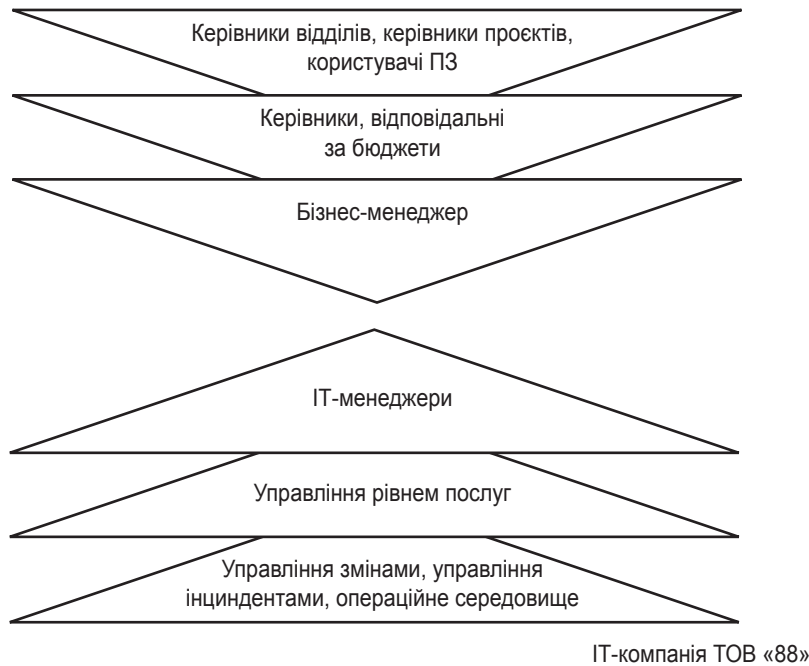 Керівники відділів, керівники проєктів,
користувачі ПЗ
Керівники, відповідальні
за бюджети
Бізнес-менеджер
ІТ-менеджери
Управління рівнем послуг
Управління змінами, управління
інциндентами, операційне середовище
ІТ-компанія ТОВ «88»